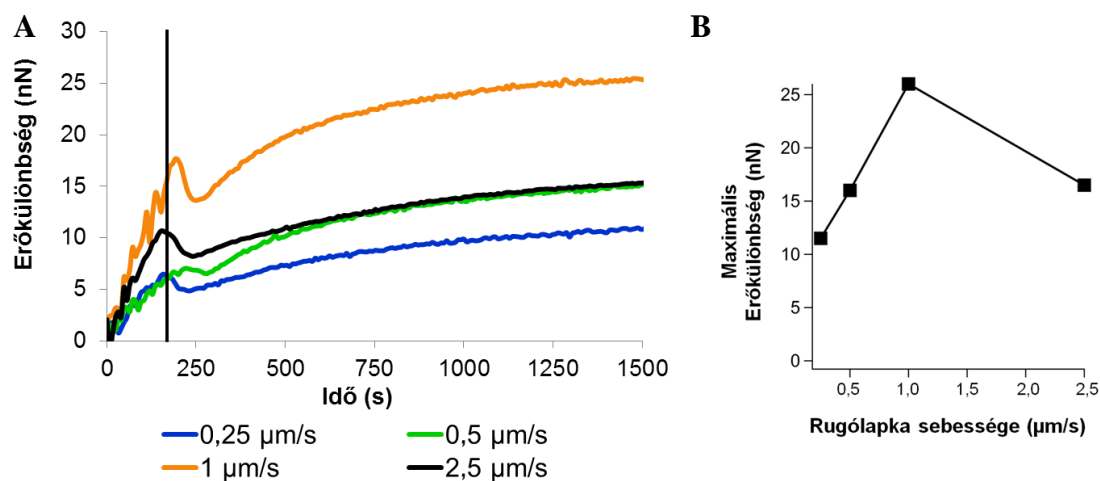 A
Erőkülönbség (nN)
30
25
20
15
10
5
0
0 250 500 750 1000 1250 1500
Idő (s)
0,25 µm/s 0,5 µm/s
1 µm/s 2,5 µm/s
B
Maximális
Erőkülönbség (nN)
25
20
15
10
5
0
0,5 1,0 1,5 2,0 2,5
Rugólapka sebessége (µm/s)